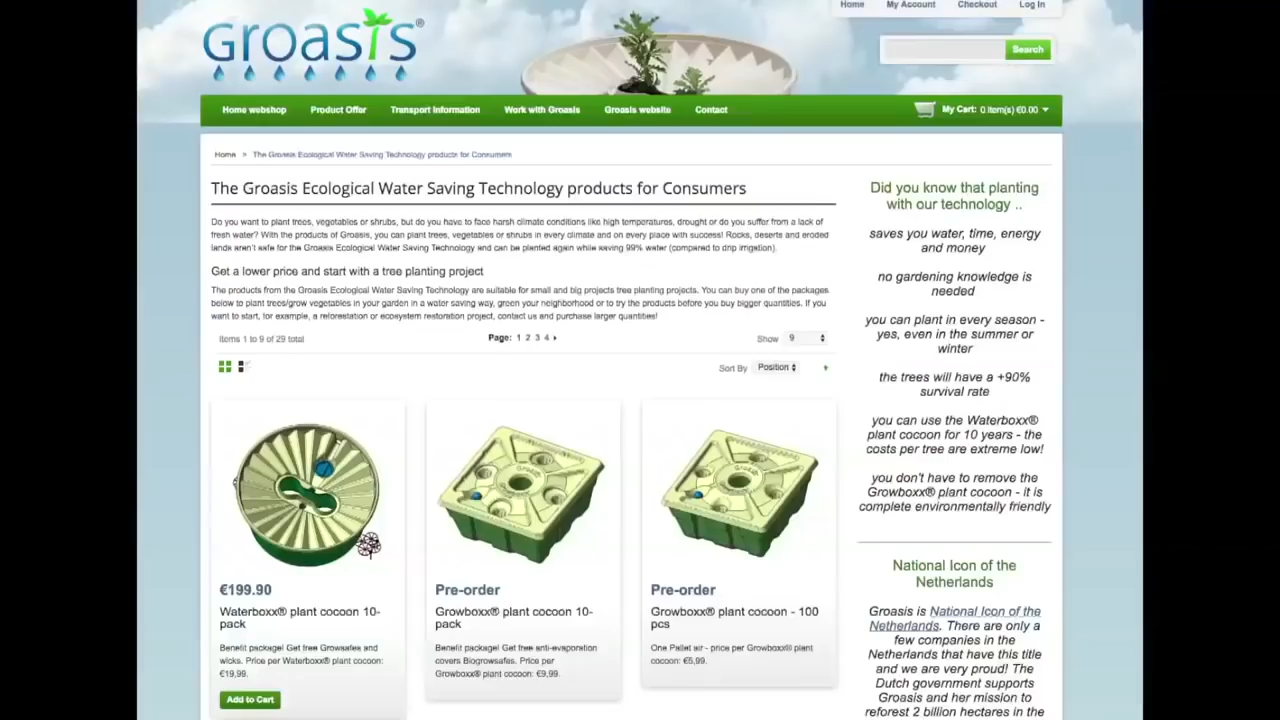 Home My Account Checkout Log In
Groasis®
Search
Home webshop Product Offer Transport Information Work with Groasis Groasis website Contact My Cart: 0 item(s) €0.00
Home > The Groasis Ecological Water Saving Technology products for Consumers
The Groasis Ecological Water Saving Technology products for Consumers
Do you want to plant trees, vegetables or shrubs, but do you have to face harsh climate conditions like high temperatures, drought or do you suffer from a lack of
fresh water? With the products of Groasis, you can plant trees, vegetables or shrubs in every climate and on every place with success! Rocks, deserts and eroded
lands aren't safe for the Groasis Ecological Water Saving Technology and can be planted again while saving 99% water (compared to drip irrigation).
Get a lower price and start with a tree planting project
The products from the Groasis Ecological Water Saving Technology are suitable for small and big projects tree planting projects. You can buy one of the packages
below to plant trees/grow vegetables in your garden in a water saving way, green your neighborhood or to try the products before you buy bigger quantities. If you
want to start, for example, a reforestation or ecosystem restoration project, contact us and purchase larger quantities!
Items 1 to 9 of 29 total
Page: 1 2 3 4
Show 9
Sort By Position
€199.90
Waterboxx® plant cocoon 10-
pack
Benefit package! Get free Growsafes and
wicks. Price per Waterboxx® plant cocoon:
€19,99.
Add to Cart
Pre-order
Growboxx® plant cocoon 10-
pack
Benefit package! Get free anti-evaporation
covers Biogrowsafes. Price per
Growboxx® plant cocoon: €9,99.
Pre-order
Growboxx® plant cocoon - 100
pcs
One Pallet air - price per Growboxx® plant
cocoon: €5,99.
Did you know that planting
with our technology ..
saves you water, time, energy
and money
no gardening knowledge is
needed
you can plant in every season -
yes, even in the summer or
winter
the trees will have a +90%
survival rate
you can use the Waterboxx®
plant cocoon for 10 years - the
costs per tree are extreme low!
you don't have to remove the
Growboxx® plant cocoon - it is
complete environmentally friendly
National Icon of the
Netherlands
Groasis is National Icon of the
Netherlands. There are only a
few companies in the
Netherlands that have this title
and we are very proud! The
Dutch government supports
Groasis and her mission to
reforest 2 billion hectares in the